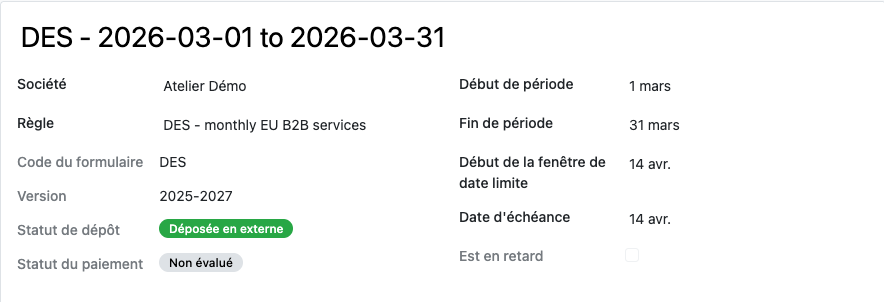 DES - 2026-03-01 to 2026-03-31
Société
Atelier Démo
Règle
DES - monthly EU B2B services
Code du formulaire
DES
Version
2025-2027
Statut de dépôt
Déposée en externe
Statut du paiement
Non évalué
Début de période
1 mars
Fin de période
31 mars
Début de la fenêtre de
date limite
14 avr.
Date d'échéance
14 avr.
Est en retard